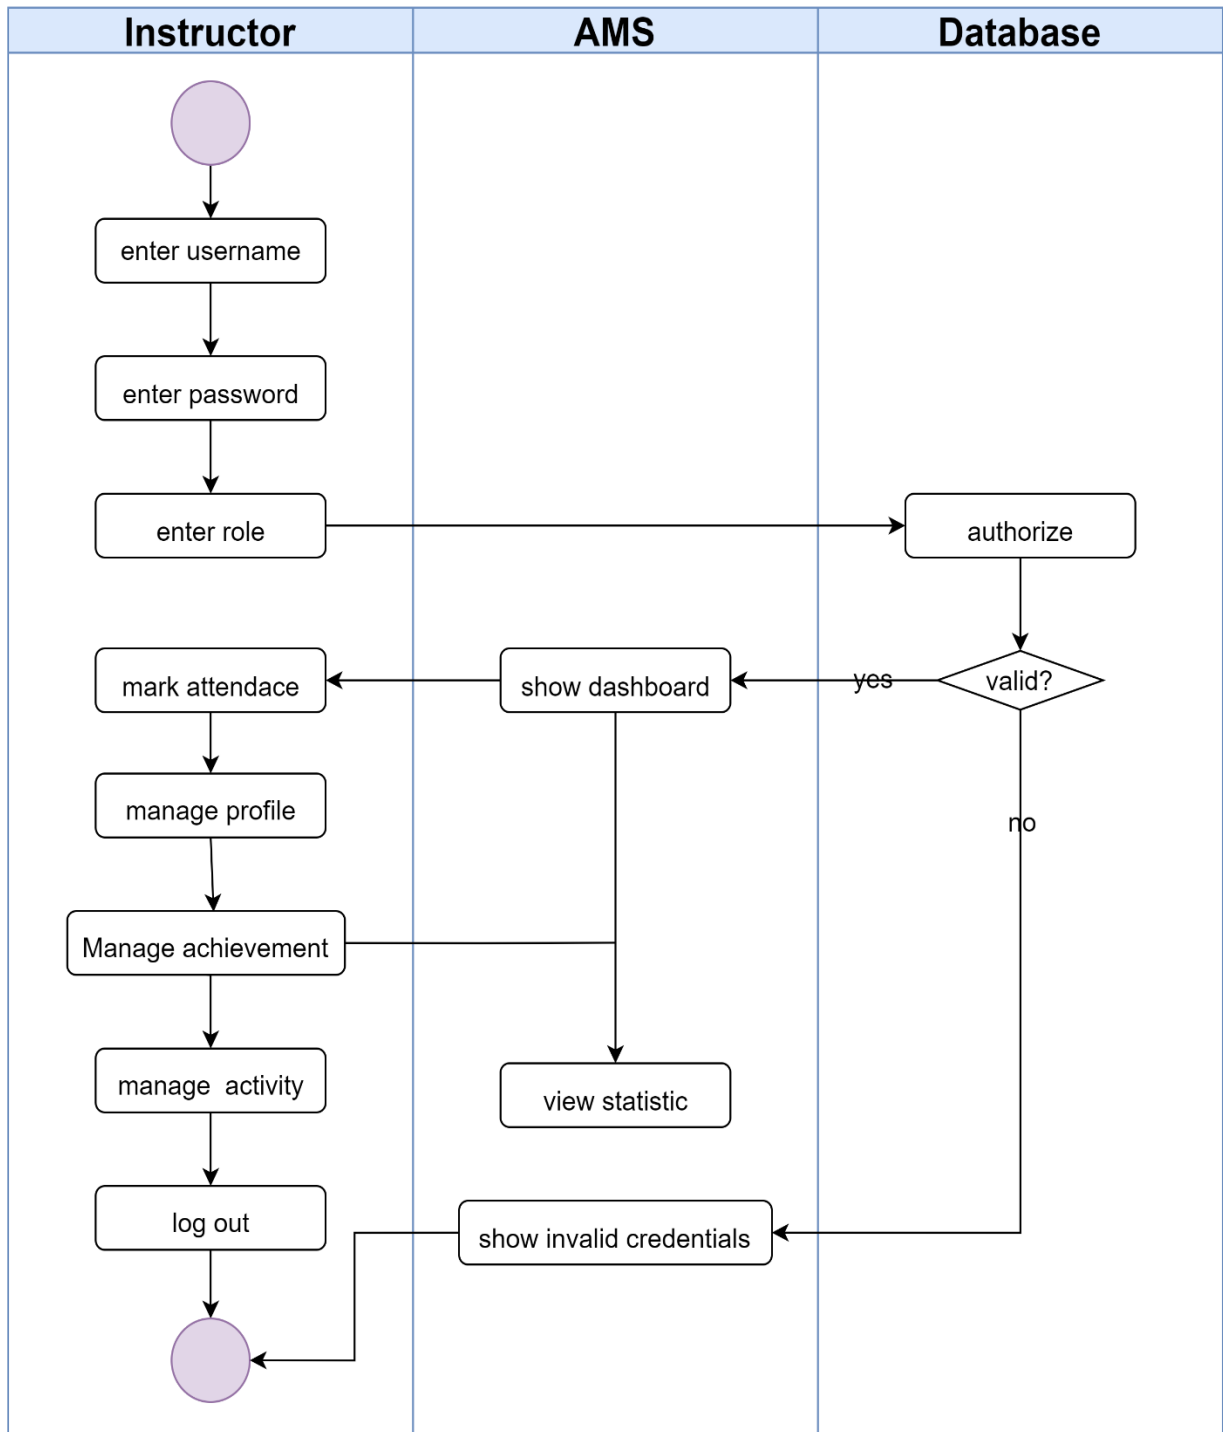 Instructor
AMS
Database
enter username
enter password
enter role
authorize
mark attendace
show dashboard
yes
valid?
manage profile
no
Manage achievement
manage  activity
view statistic
log out
show invalid credentials